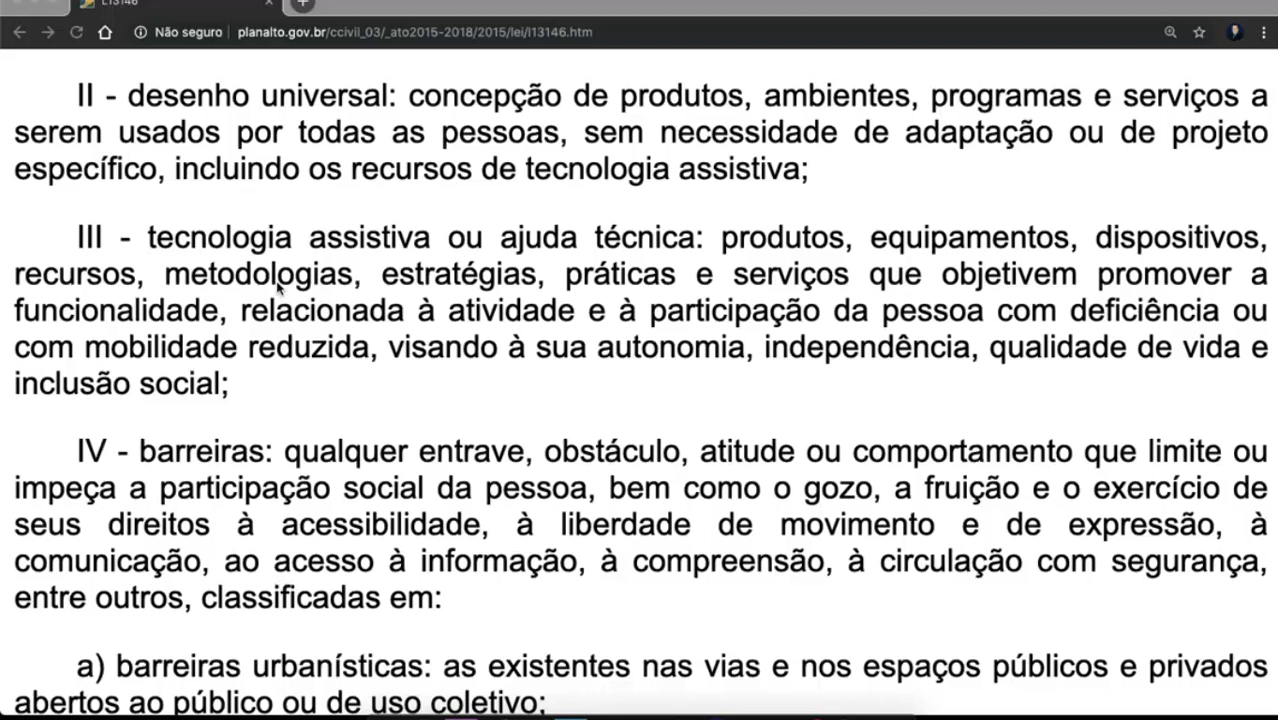 L13146
Não seguro planalto.gov.br/ccivil_03/_ato2015-2018/2015/lei/l13146.htm
II - desenho universal: concepção de produtos, ambientes, programas e serviços a
serem usados por todas as pessoas, sem necessidade de adaptação ou de projeto
específico, incluindo os recursos de tecnologia assistiva;
III - tecnologia assistiva ou ajuda técnica: produtos, equipamentos, dispositivos,
recursos, metodologias, estratégias, práticas e serviços que objetivem promover a
funcionalidade, relacionada à atividade e à participação da pessoa com deficiência ou
com mobilidade reduzida, visando à sua autonomia, independência, qualidade de vida e
inclusão social;
IV - barreiras: qualquer entrave, obstáculo, atitude ou comportamento que limite ou
impeça a participação social da pessoa, bem como o gozo, a fruição e o exercício de
seus direitos à acessibilidade, à liberdade de movimento e de expressão, à
comunicação, ao acesso à informação, à compreensão, à circulação com segurança,
entre outros, classificadas em:
a) barreiras urbanísticas: as existentes nas vias e nos espaços públicos e privados
abertos ao público ou de uso coletivo;